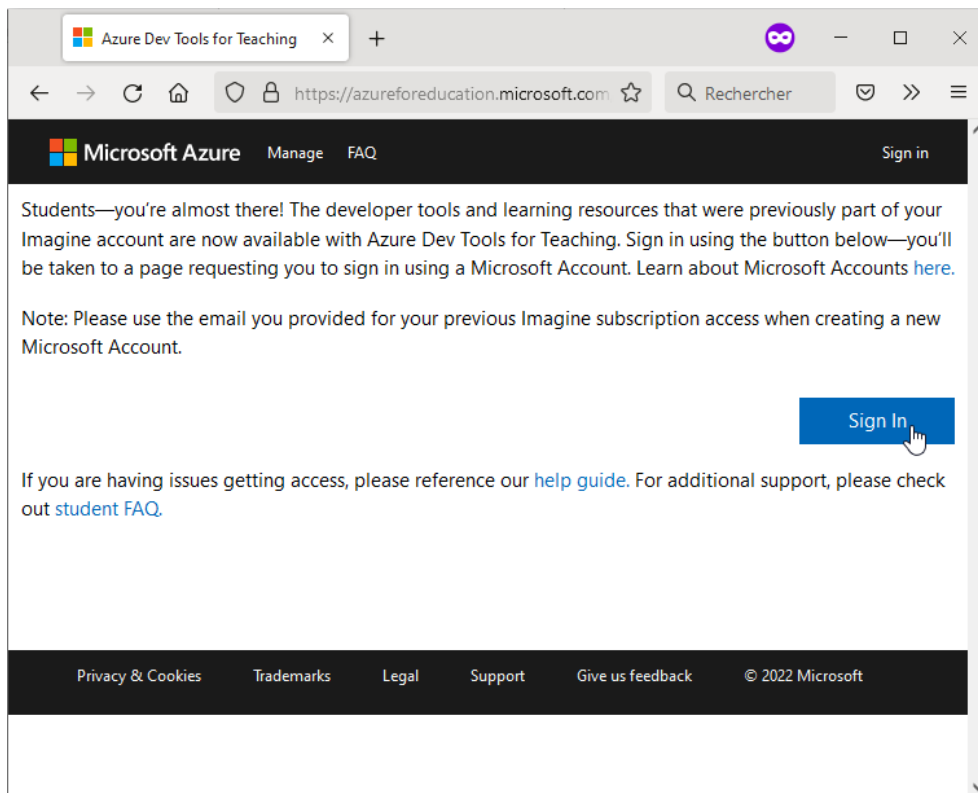 Azure Dev Tools for Teaching
https://azureforeducation.microsoft.com
Rechercher
Microsoft Azure Manage FAQ Sign in
Students—you're almost there! The developer tools and learning resources that were previously part of your
Imagine account are now available with Azure Dev Tools for Teaching. Sign in using the button below—you'll
be taken to a page requesting you to sign in using a Microsoft Account. Learn about Microsoft Accounts here.
Note: Please use the email you provided for your previous Imagine subscription access when creating a new
Microsoft Account.
Sign In
If you are having issues getting access, please reference our help guide. For additional support, please check
out student FAQ.
Privacy & Cookies Trademarks Legal Support Give us feedback © 2022 Microsoft